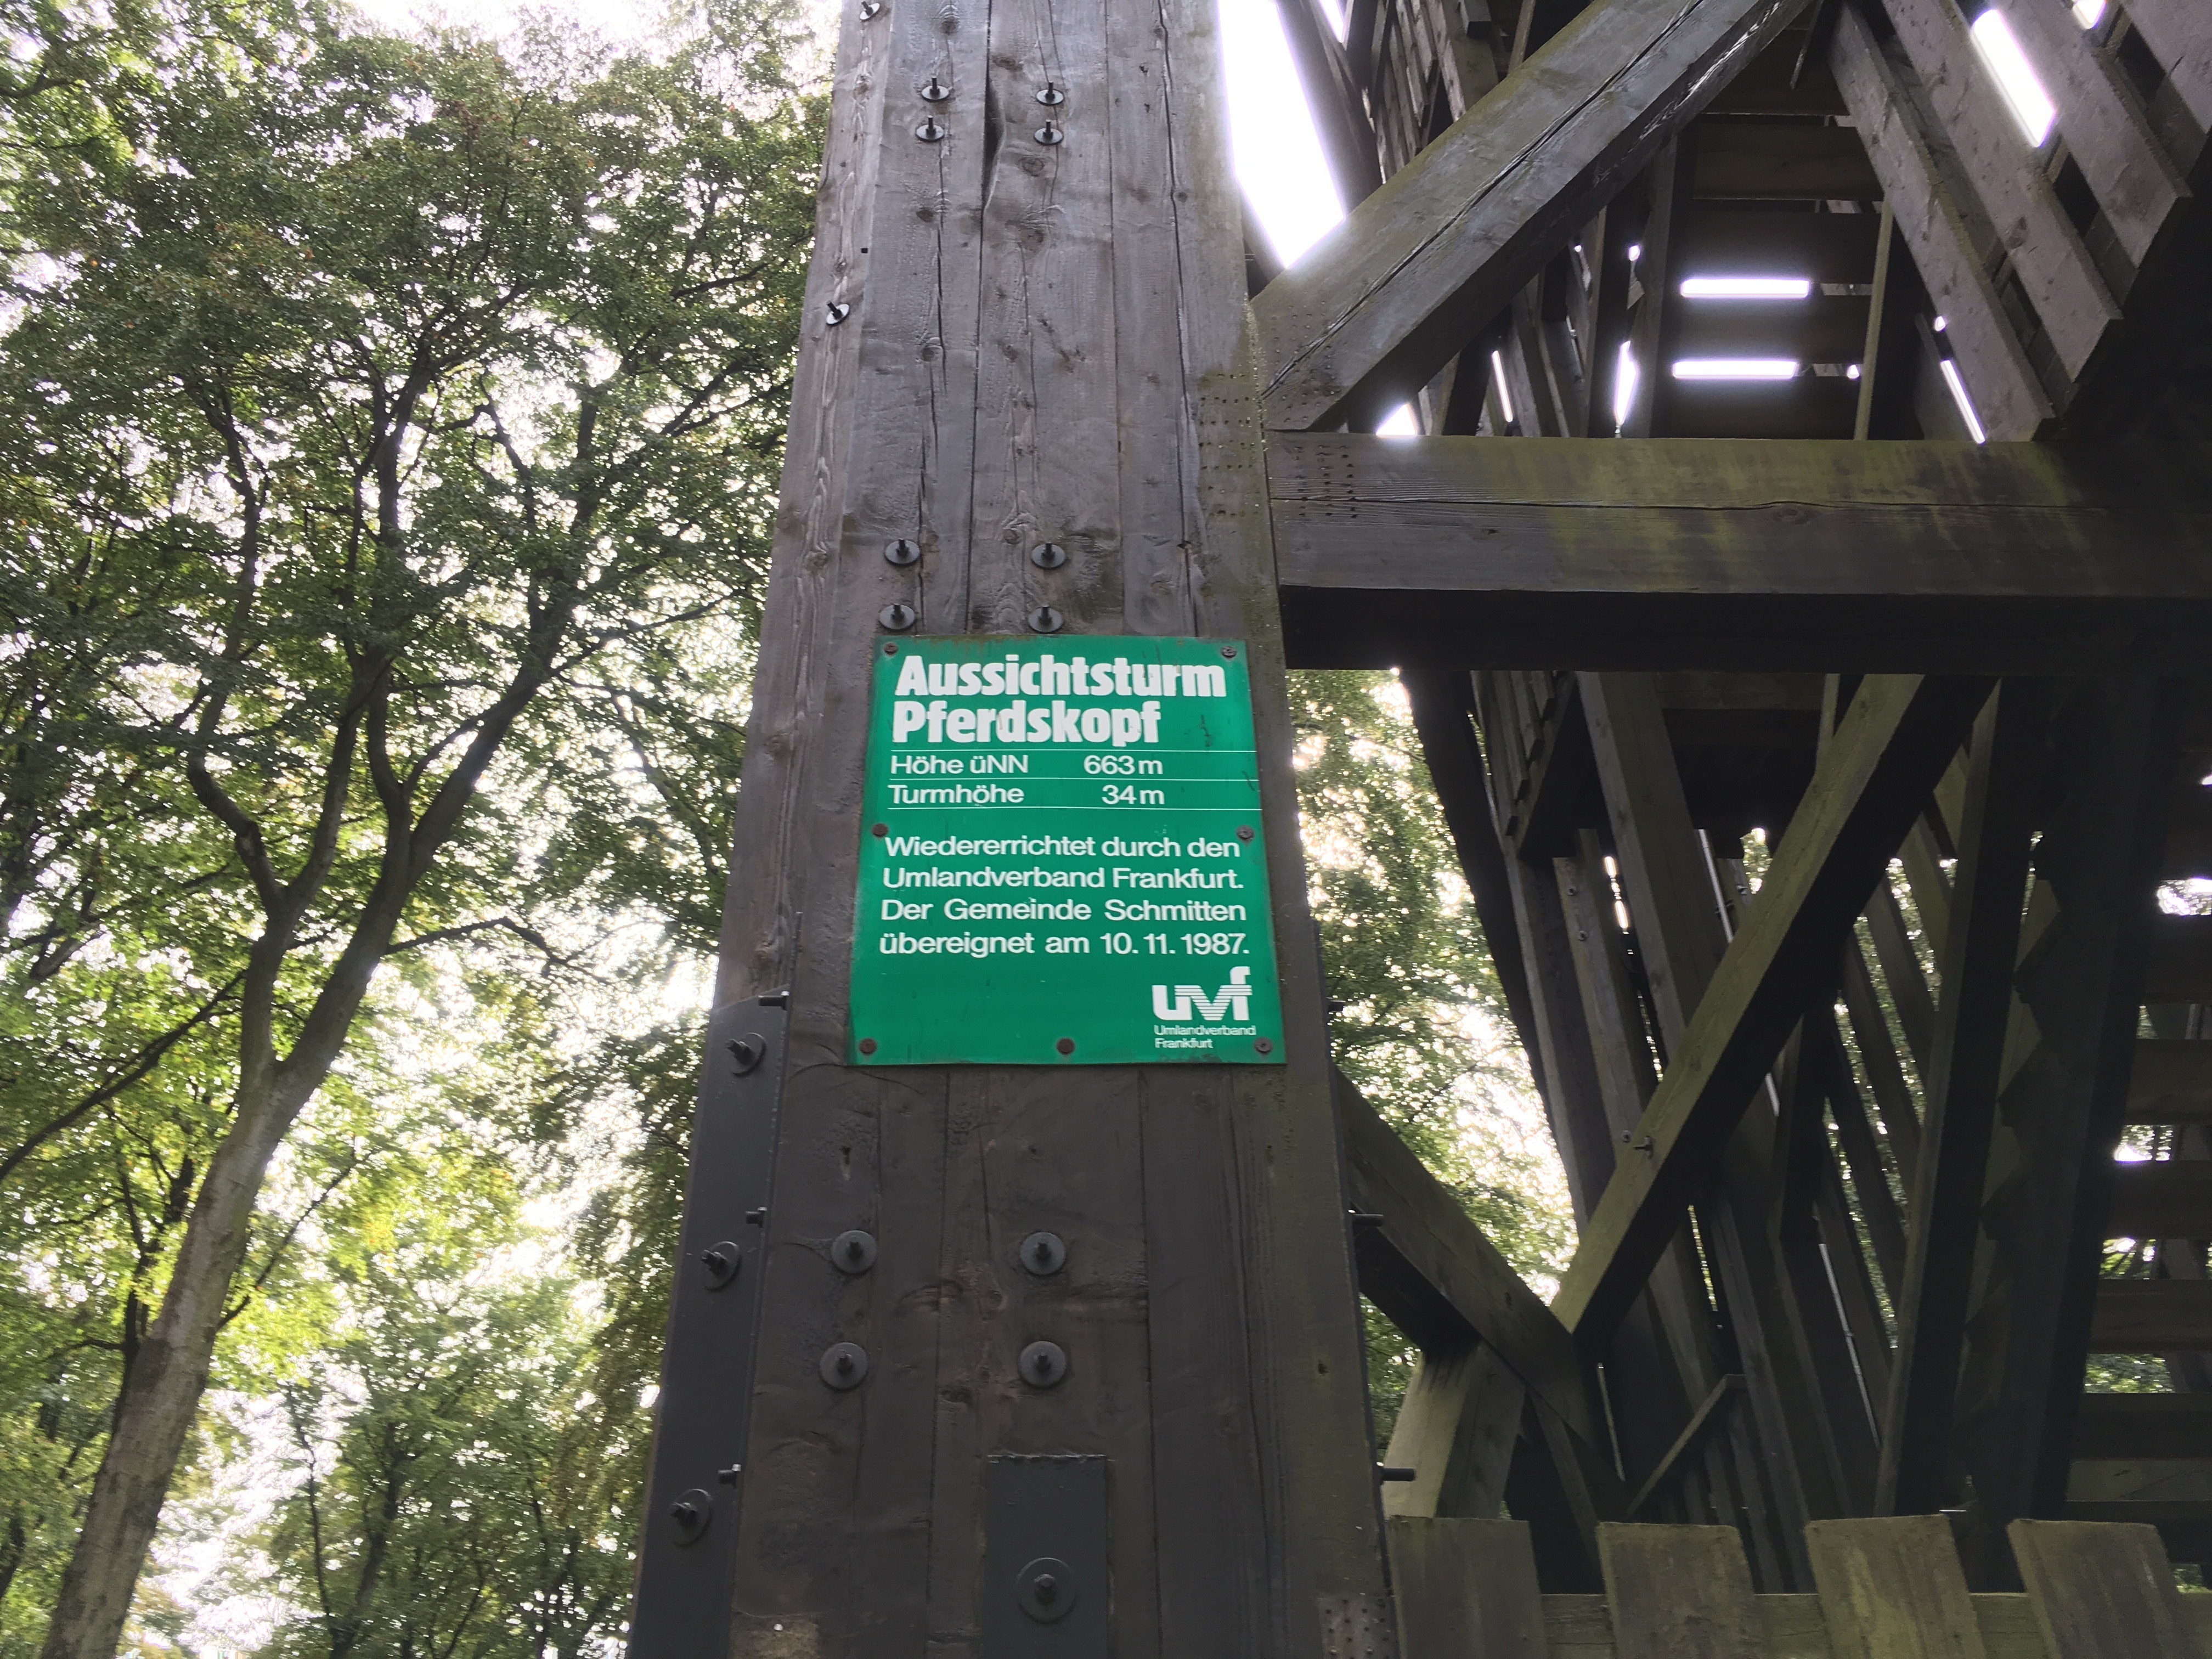 Aussichtsturm
Pferdskopf
Höhe üNN 663 m
Turmhöhe 34 m
Wiedererrichtet durch den
Umlandverband Frankfurt.
Der Gemeinde Schmitten
übereignet am 10. 11. 1987.
uvf
Umlandverband
Frankfurt